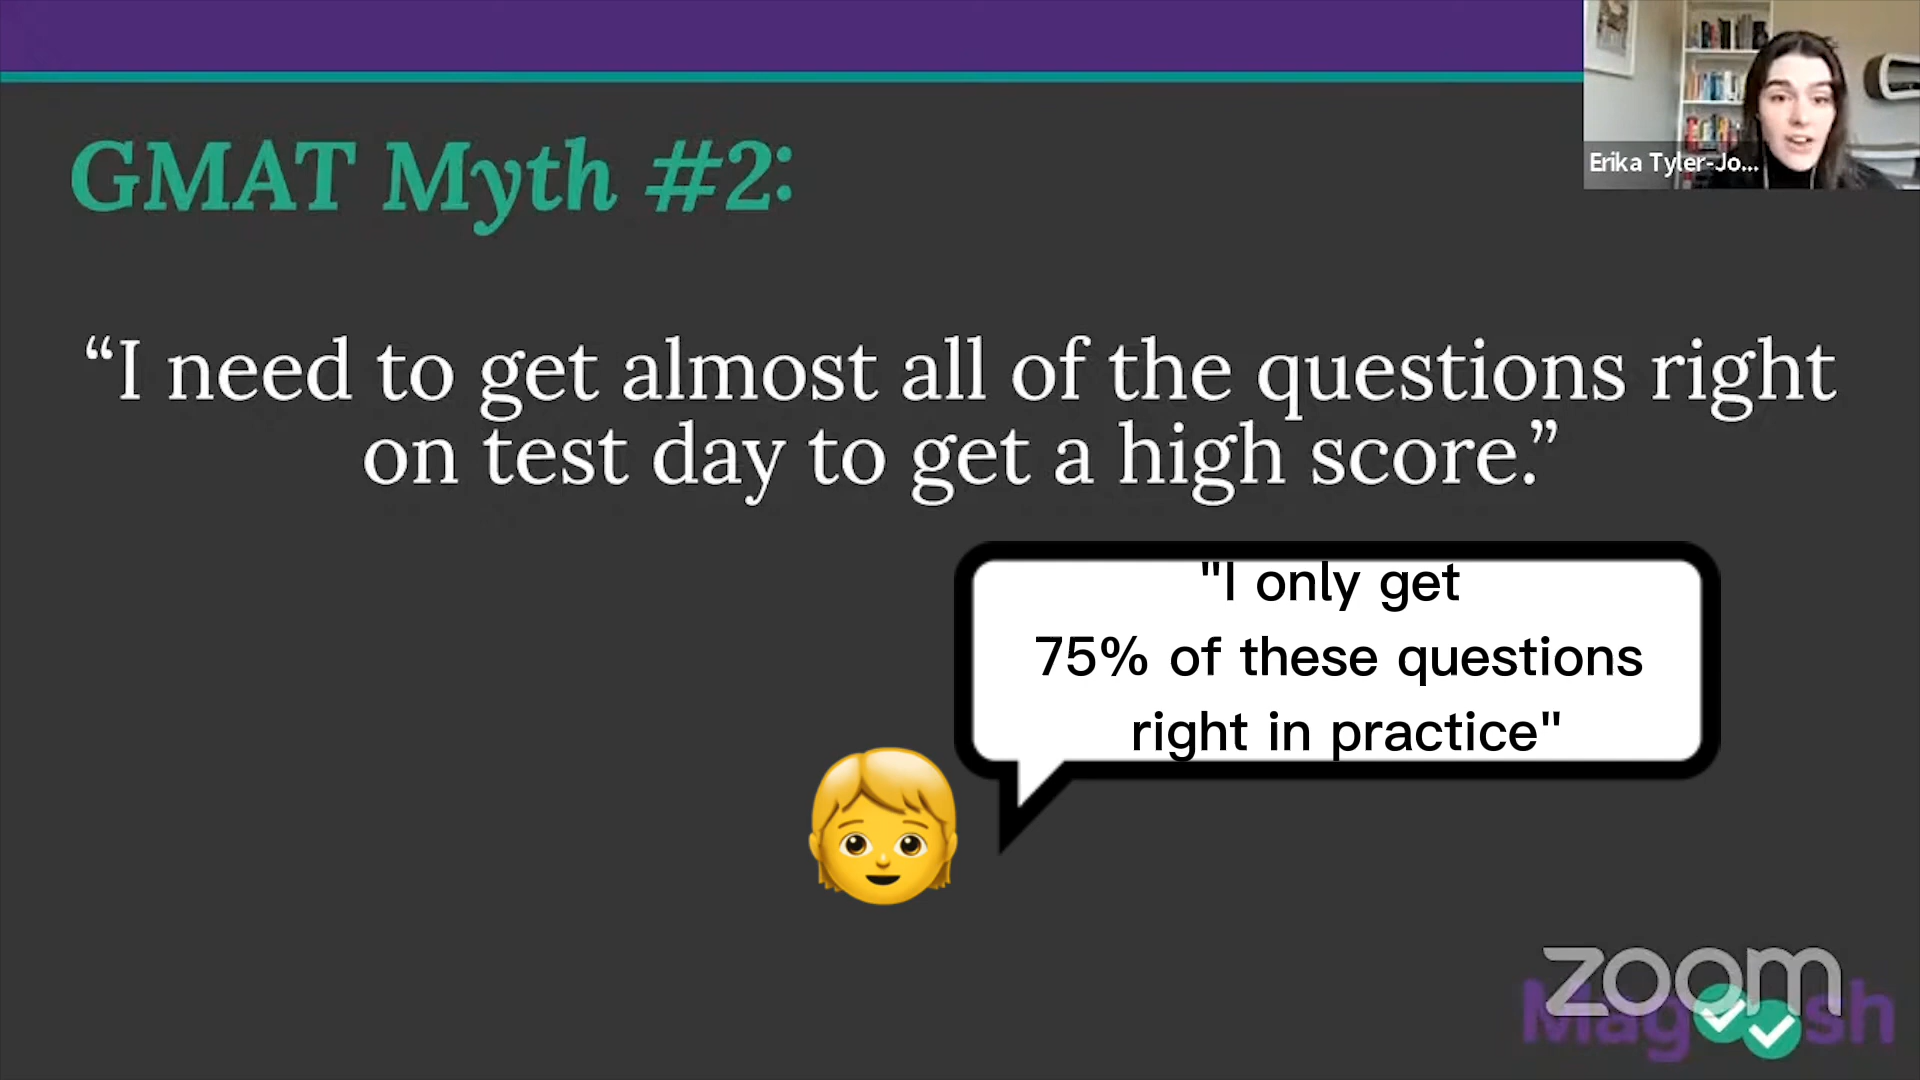 GMAT Myth #2:
Erika Tyler-Jo...
“I need to get almost all of the questions right
on test day to get a high score.”
"I only get
75% of these questions
right in practice"
zoom
Magoosh